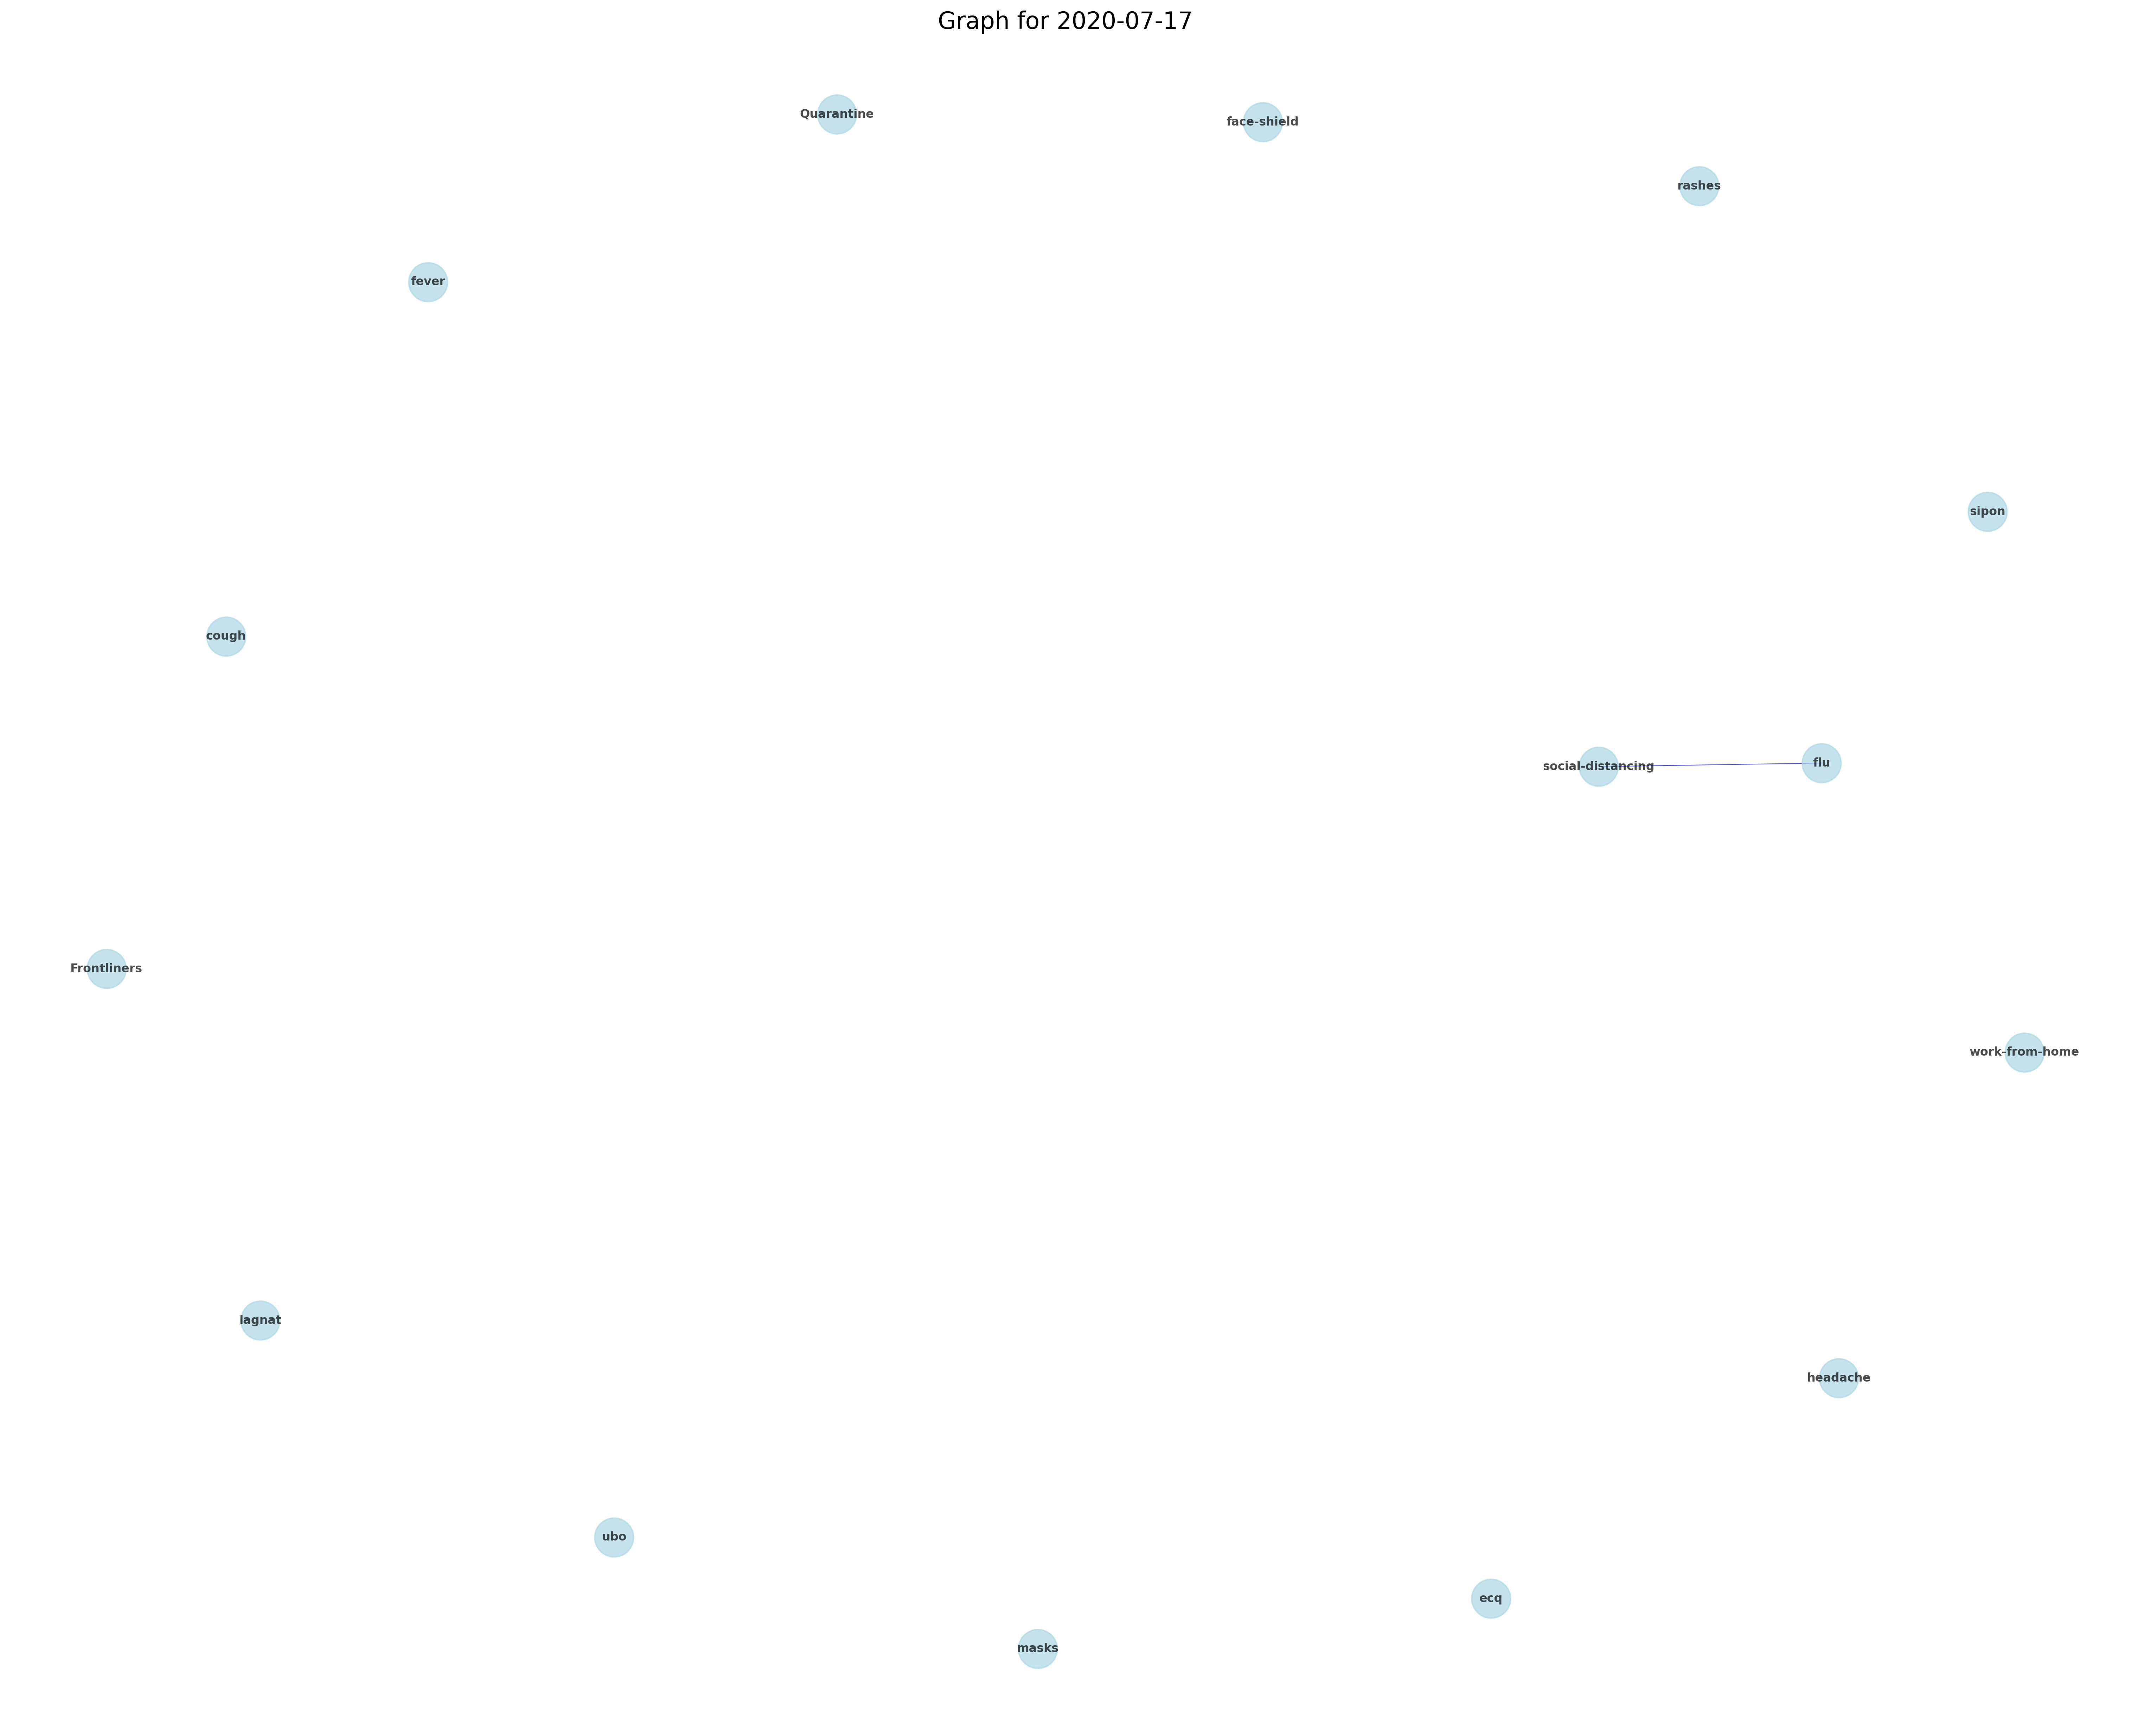 Graph for 2020-07-17
Quarantine
face-shield
rashes
fever
sipon
cough
social-distancing
flu
Frontliners
work-from-home
lagnat
headache
ubo
ecq
masks